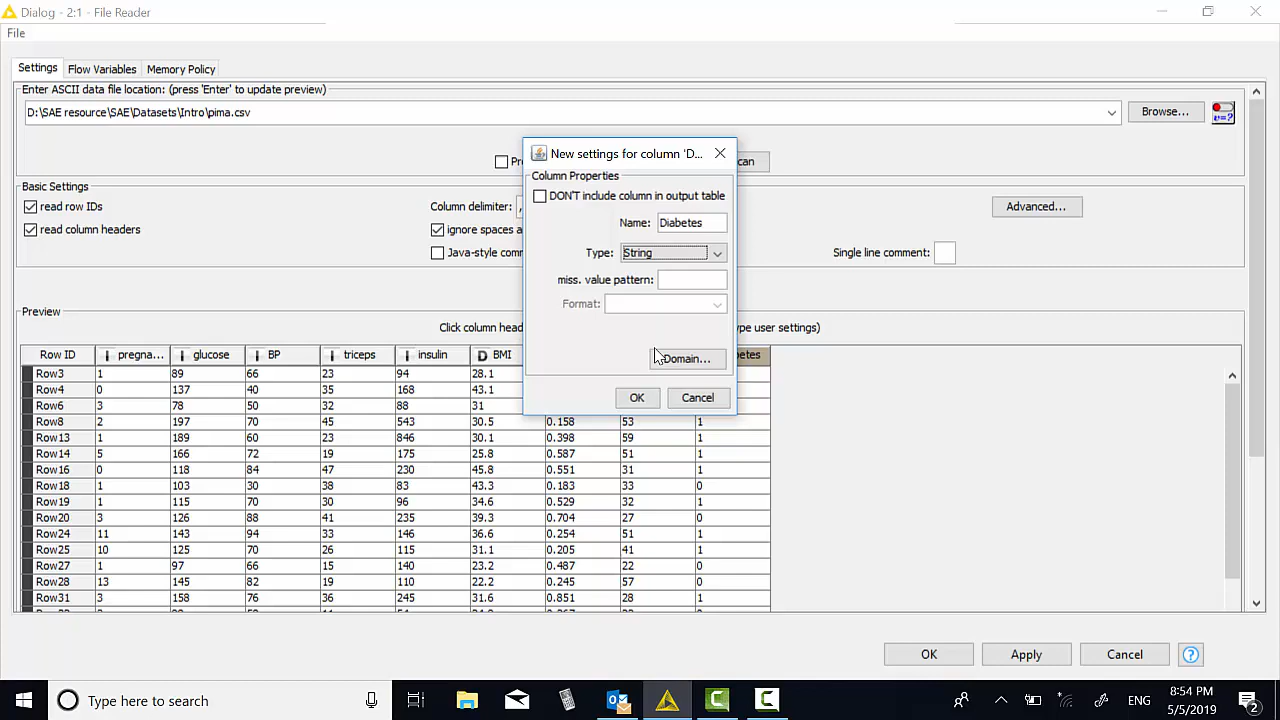 Dialog - 2:1 - File Reader
File
Settings Flow Variables Memory Policy
Enter ASCII data file location: (press 'Enter' to update preview)
D:\SAE resource\SAE\Datasets\Intro\pima.csv
Browse...
v=?
New settings for column 'D...
Column Properties
DON'T include column in output table
Name: Diabetes
Type: String
miss. value pattern:
Format:
Domain...
OK Cancel
Basic Settings
read row IDs
Column delimiter: ,
Advanced...
read column headers
ignore spaces a
Java-style com
Single line comment:
Preview
Click column head
type user settings)
Row ID pregna... glucose BP triceps insulin D BMI betes
Row3 1 89 66 23 94 28.1
Row4 0 137 40 35 168 43.1
Row6 3 78 50 32 88 31
Row8 2 197 70 45 543 30.5 0.158 53 1
Row13 1 189 60 23 846 30.1 0.398 59 1
Row14 5 166 72 19 175 25.8 0.587 51 1
Row16 0 118 84 47 230 45.8 0.551 31 1
Row18 1 103 30 38 83 43.3 0.183 33 0
Row19 1 115 70 30 96 34.6 0.529 32 1
Row20 3 126 88 41 235 39.3 0.704 27 0
Row24 11 143 94 33 146 36.6 0.254 51 1
Row25 10 125 70 26 115 31.1 0.205 41 1
Row27 1 97 66 15 140 23.2 0.487 22 0
Row28 13 145 82 19 110 22.2 0.245 57 0
Row31 3 158 76 36 245 31.6 0.851 28 1
OK Apply Cancel ?
Type here to search
ENG
8:54 PM
5/5/2019
2